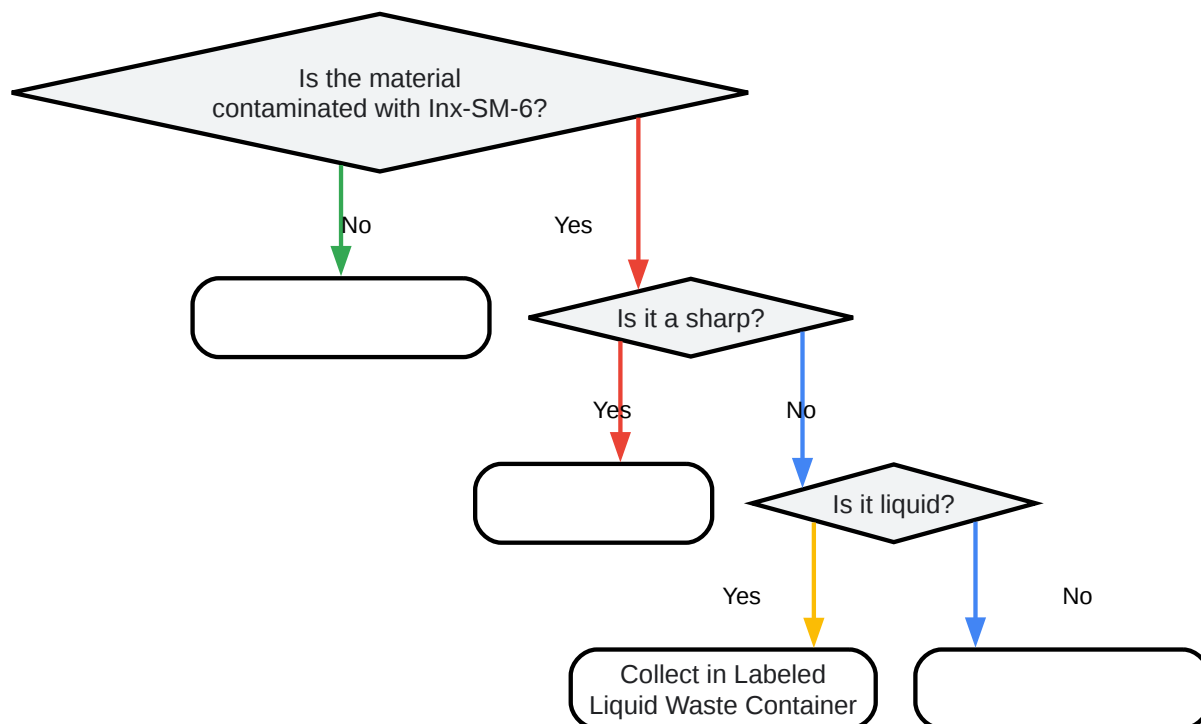 Is the material
contaminated with Inx-SM-6?
No
Yes
Is it a sharp?
Yes
No
Is it liquid?
Yes
No
Collect in Labeled
Liquid Waste Container